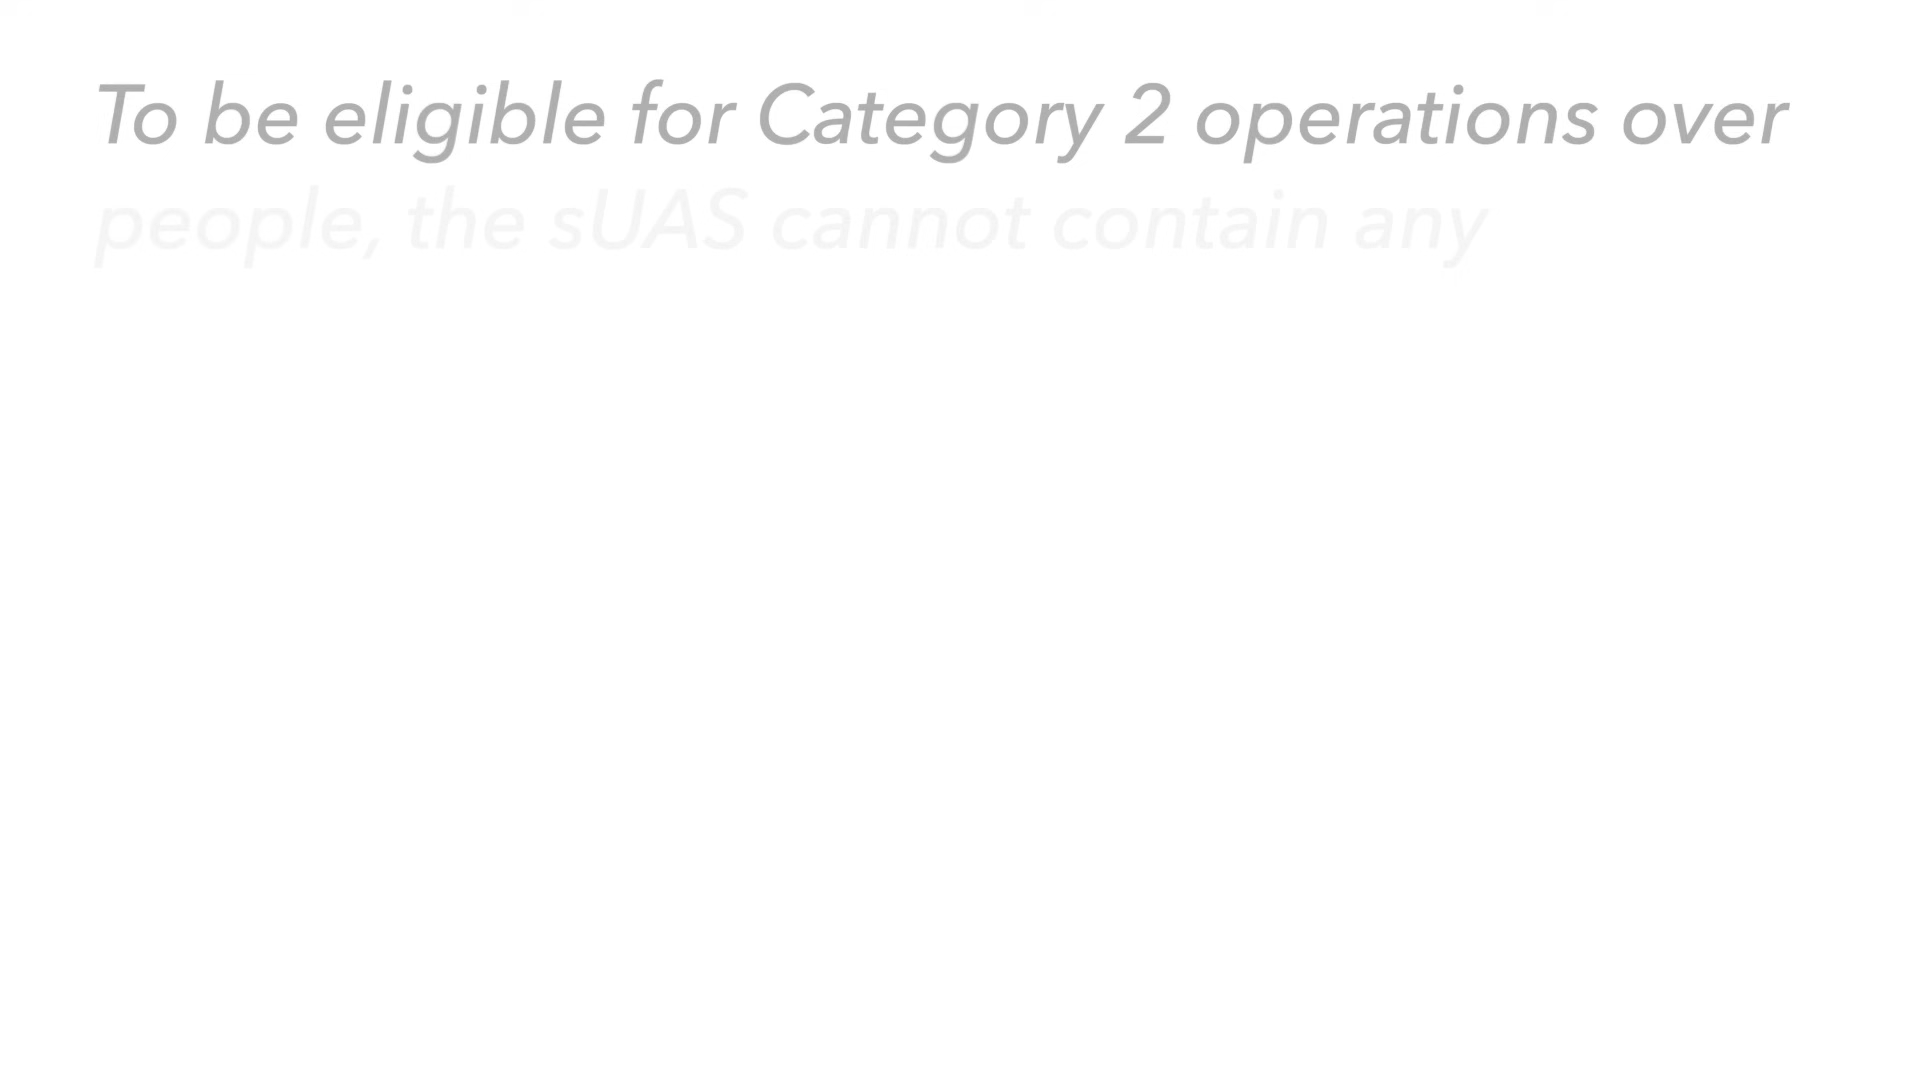 To be eligible for Category 2 operations over
people, the sUAS cannot contain any